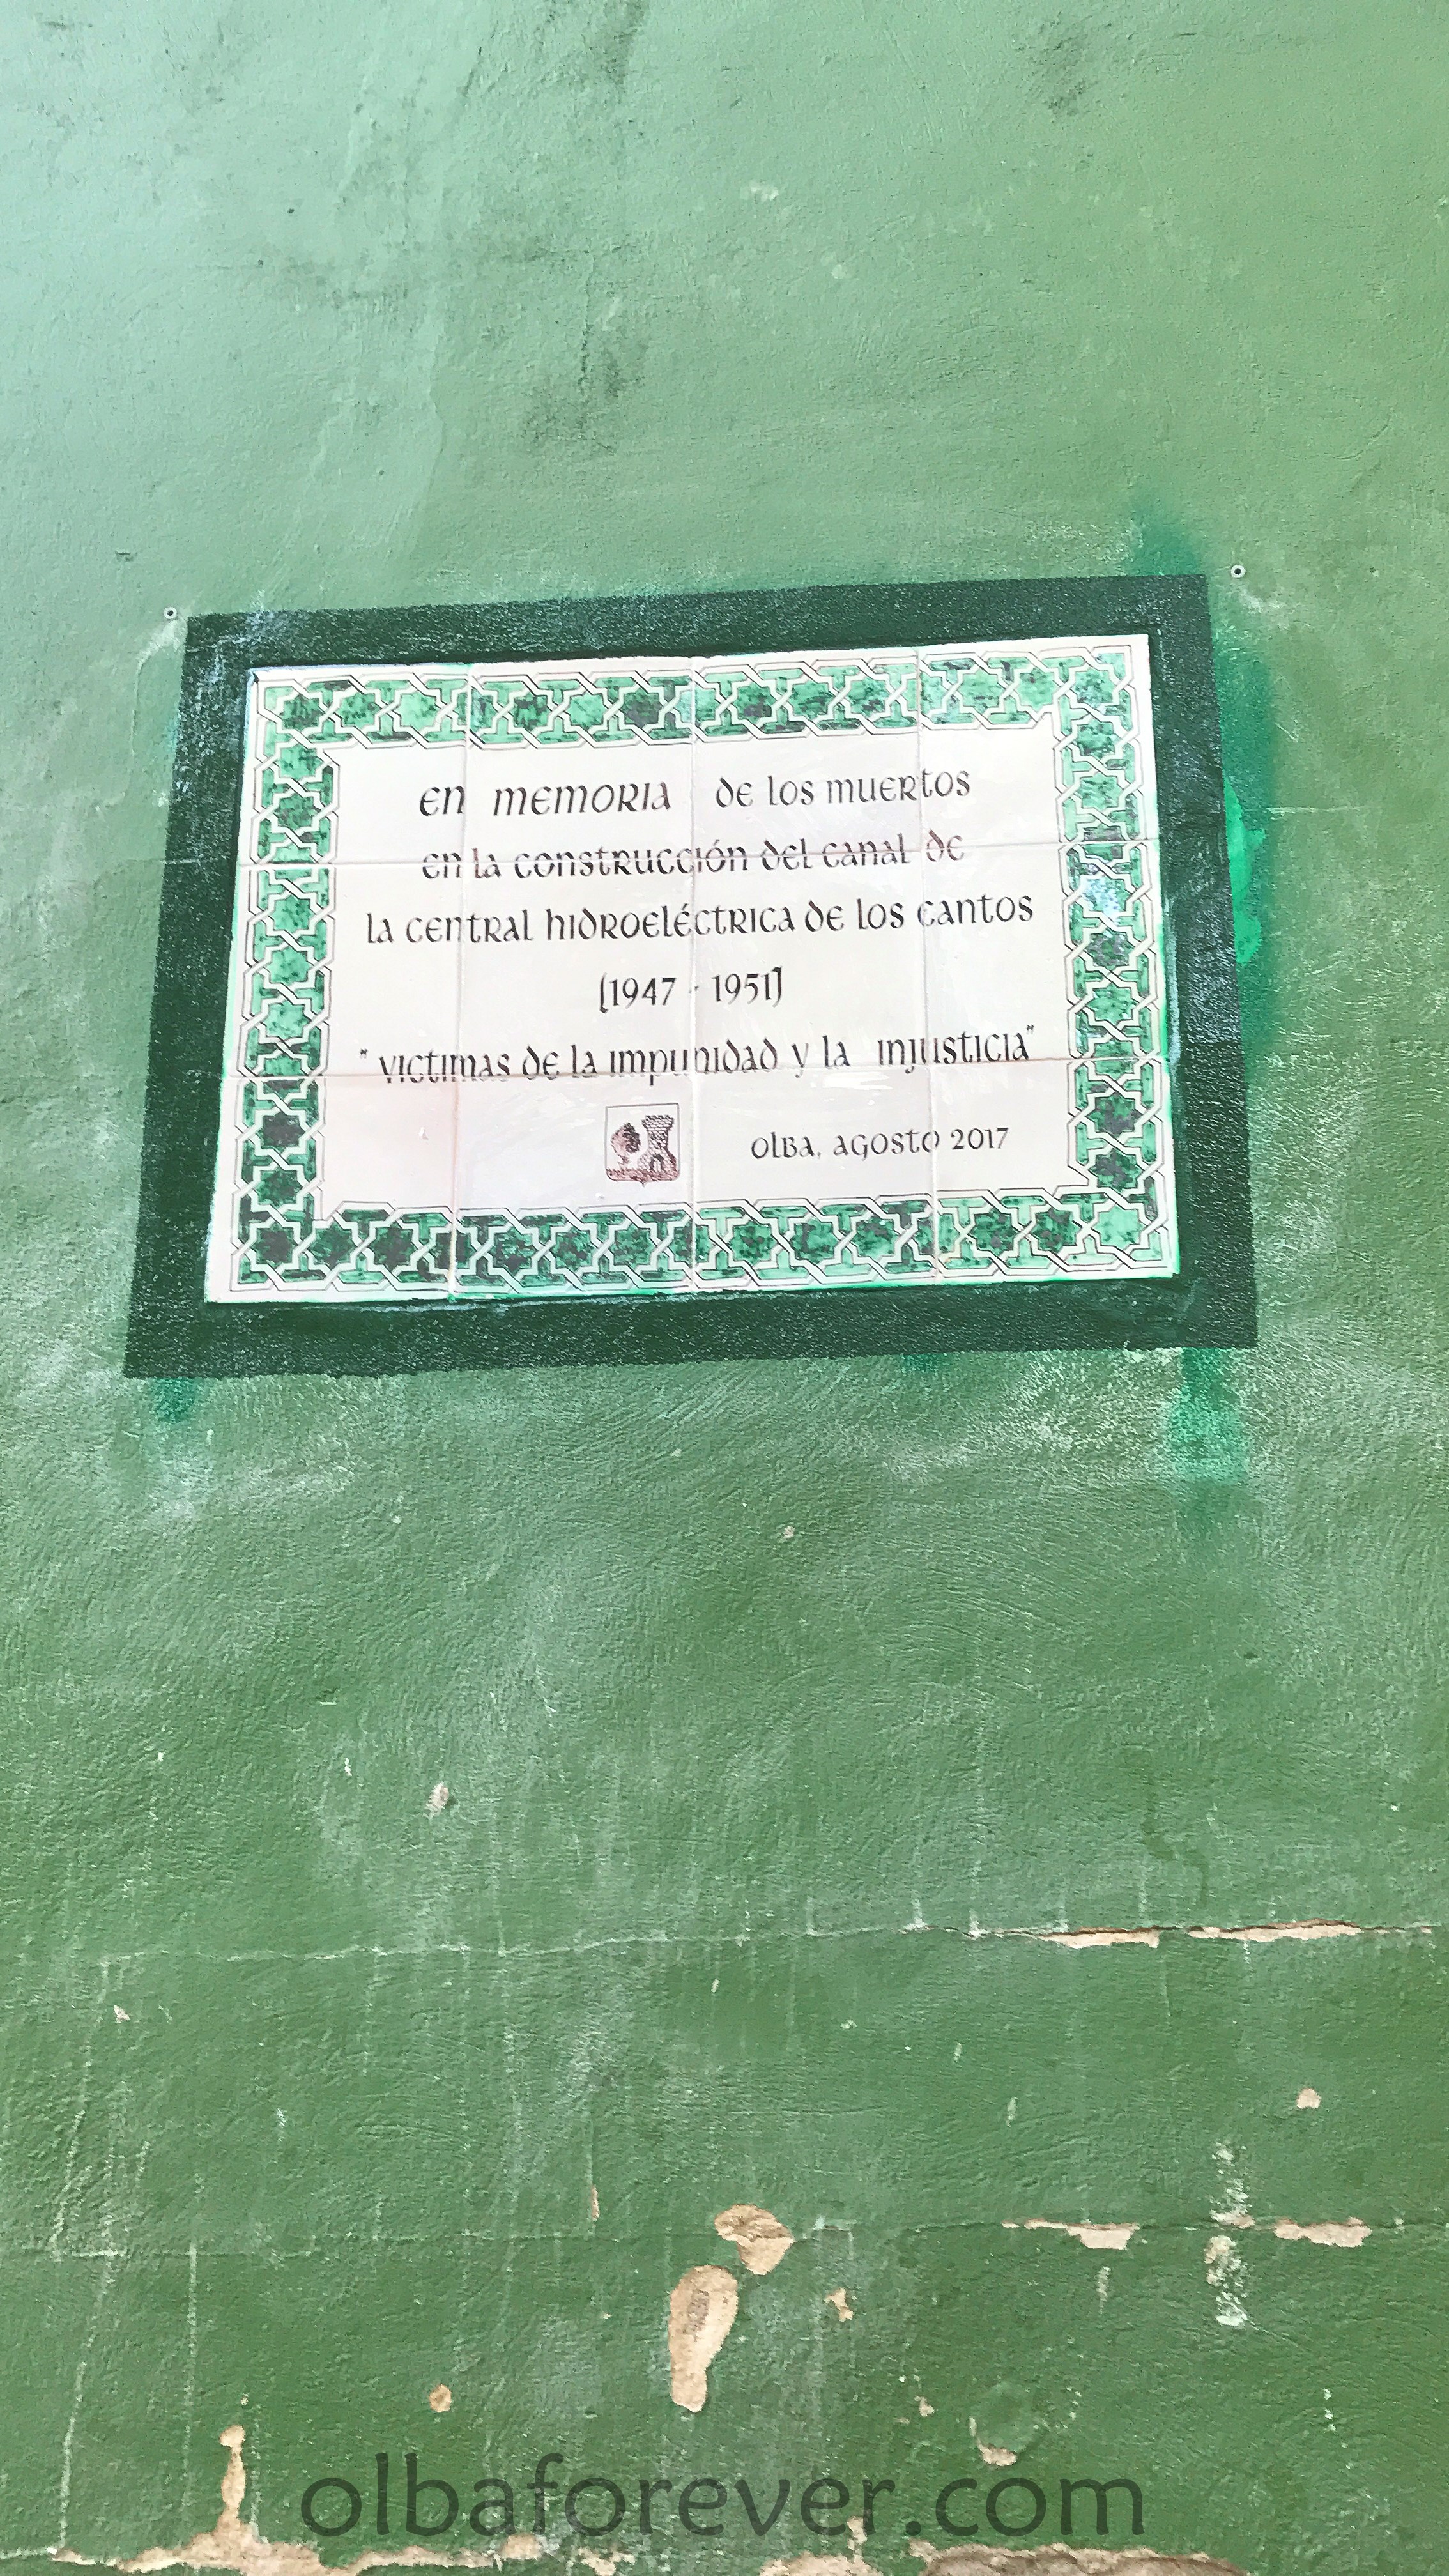 En memoria de los muertos
en la construcción del canal de
la central hidroeléctrica de los cantos
(1947 - 1951)
"victimas de la impunidad y la injusticia"
Olba, agosto 2017
olbaforever.com